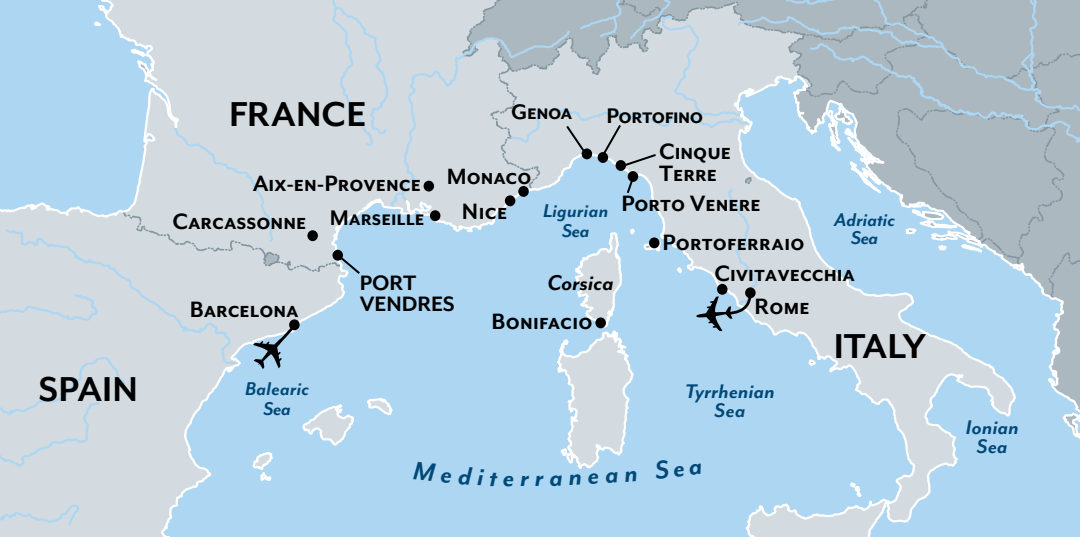 FRANCE
GENOA
PORTOFINO
CINQUE
TERRE
AIX-EN-PROVENCE
MONACO
NICE
PORTO VENERE
CARCASSONNE
MARSEILLE
Ligurian
Sea
Adriatic
Sea
PORTOFERRAIO
PORT
VENDRES
Corsica
CIVITAVECCHIA
BARCELONA
ROME
BONIFACIO
ITALY
SPAIN
Balearic
Sea
Tyrrhenian
Sea
Ionian
Sea
Mediterranean Sea